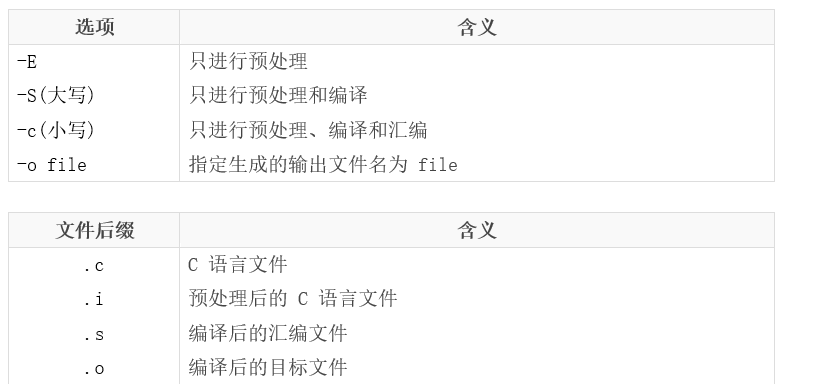 选项 含义
-E 只进行预处理
-S(大写) 只进行预处理和编译
-c(小写) 只进行预处理、编译和汇编
-o file 指定生成的输出文件名为 file
文件后缀 含义
.c C 语言文件
.i 预处理后的 C 语言文件
.s 编译后的汇编文件
.o 编译后的目标文件